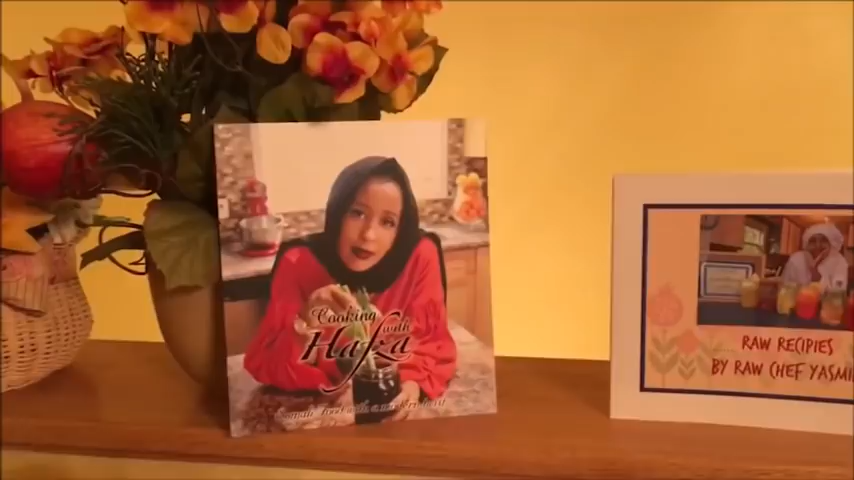 Cooking
with
Hafza
RAW RECIPIES
BY RAW CHEF YASMI